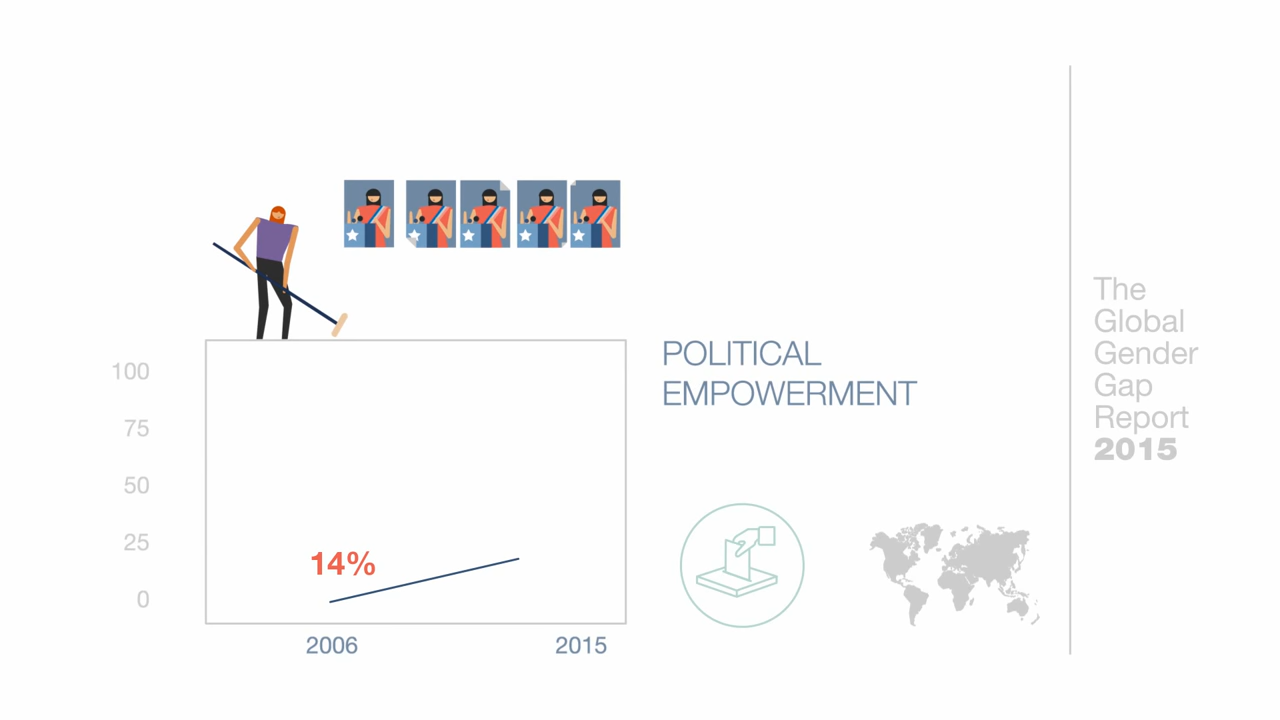 100
75
50
25
0
14%
2006
2015
POLITICAL
EMPOWERMENT
The
Global
Gender
Gap
Report
2015